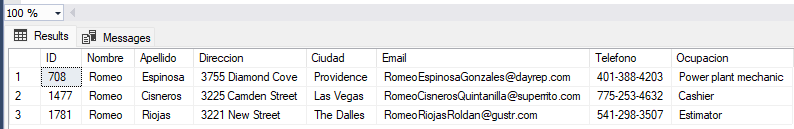 100 %
Results Messages
ID Nombre Apellido Direccion Ciudad Email Telefono Ocupacion
1 708 Romeo Espinosa 3755 Diamond Cove Providence RomeoEspinosaGonzales@dayrep.com 401-388-4203 Power plant mechanic
2 1477 Romeo Cisneros 3225 Camden Street Las Vegas RomeoCisnerosQuintanilla@superrito.com 775-253-4632 Cashier
3 1781 Romeo Riojas 3221 New Street The Dalles RomeoRiojasRoldan@gustr.com 541-298-3507 Estimator